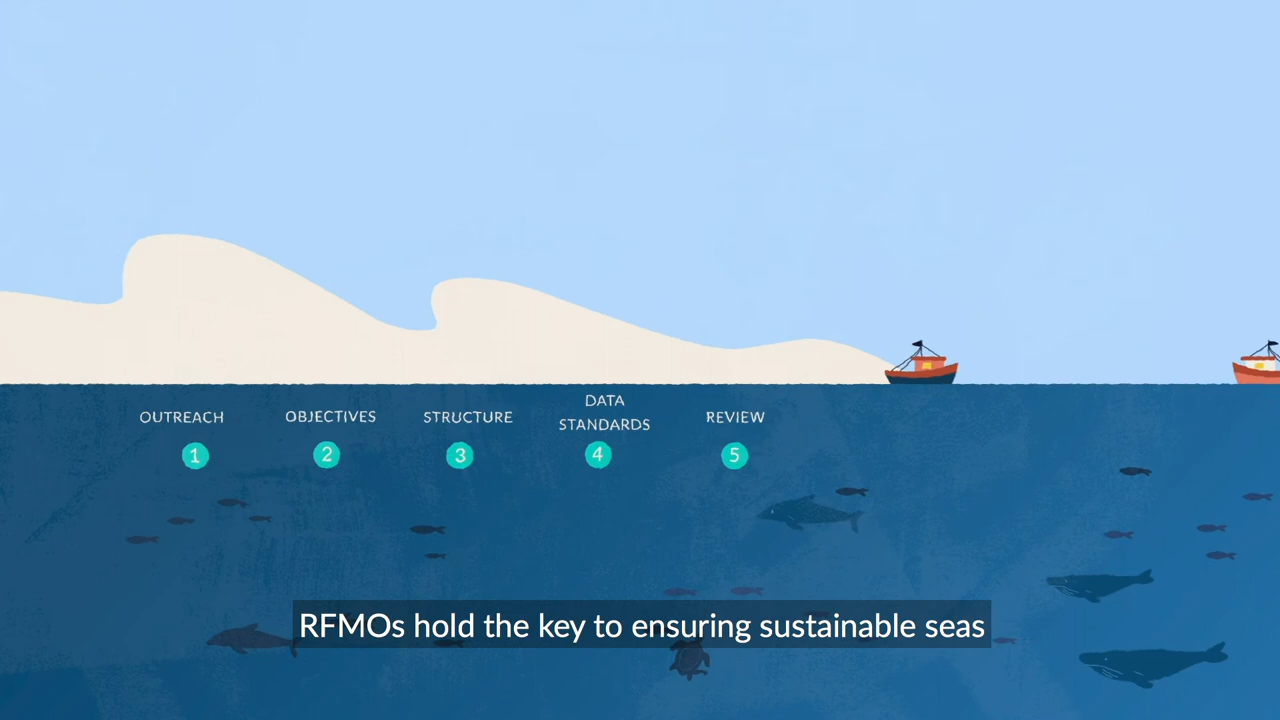 OUTREACH
OBJECTIVES
STRUCTURE
DATA
STANDARDS
REVIEW
1
2
3
4
5
RFMOs hold the key to ensuring sustainable seas